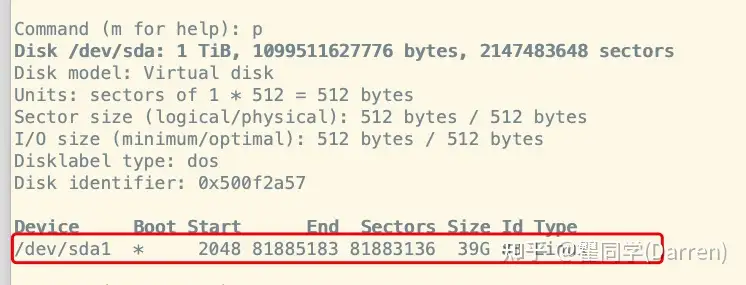 Command (m for help): p
Disk /dev/sda: 1 TiB, 1099511627776 bytes, 2147483648 sectors
Disk model: Virtual disk
Units: sectors of 1 * 512 = 512 bytes
Sector size (logical/physical): 512 bytes / 512 bytes
I/O size (minimum/optimal): 512 bytes / 512 bytes
Disklabel type: dos
Disk identifier: 0x500f2a57
Device Boot Start End Sectors Size Id Type
/dev/sda1 * 2048 81885183 81883136 39G
知乎 @翟同学(Darren)